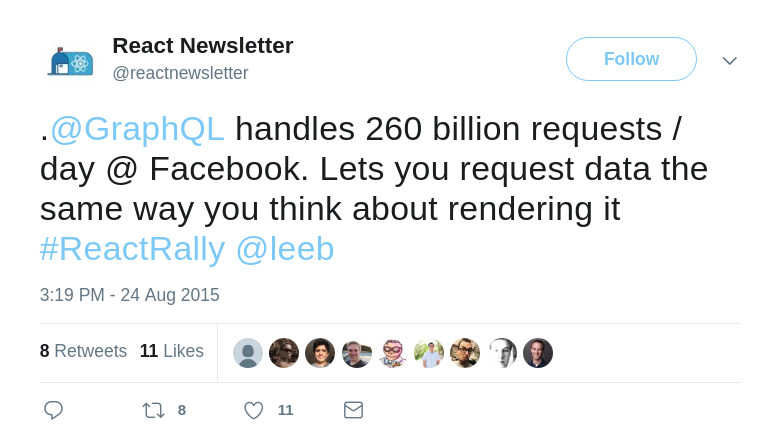 React Newsletter
@reactnewsletter
Follow
.@GraphQL handles 260 billion requests /
day @ Facebook. Lets you request data the
same way you think about rendering it
#ReactRally @leeb
3:19 PM - 24 Aug 2015
8 Retweets 11 Likes
8 11